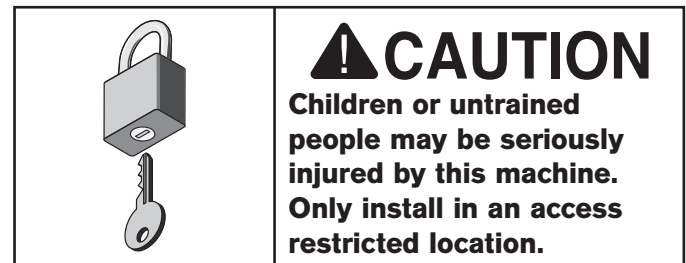 CAUTION
Children or untrained
people may be seriously
injured by this machine.
Only install in an access
restricted location.